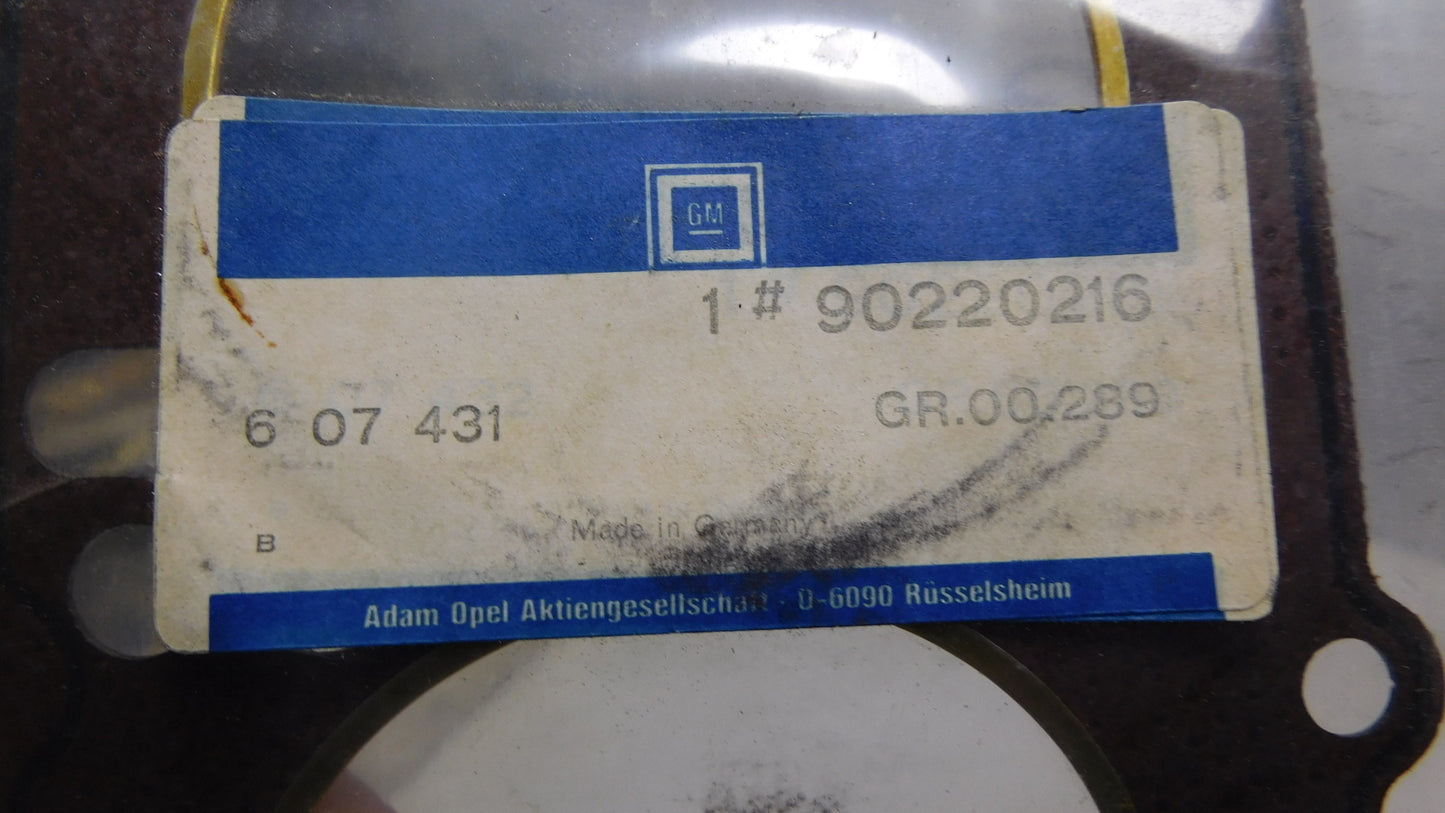 GM
1 # 90220216
6 07 431 GR.00.289
Made in Germany
B
Adam Opel Aktiengesellschaft · D-6090 Rüsselsheim